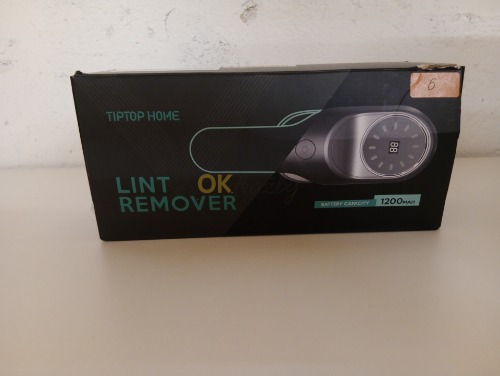 TIPTOP HOME
6
88
LINT OK
REMOVER
BATTERY CAPACITY 1200MAH